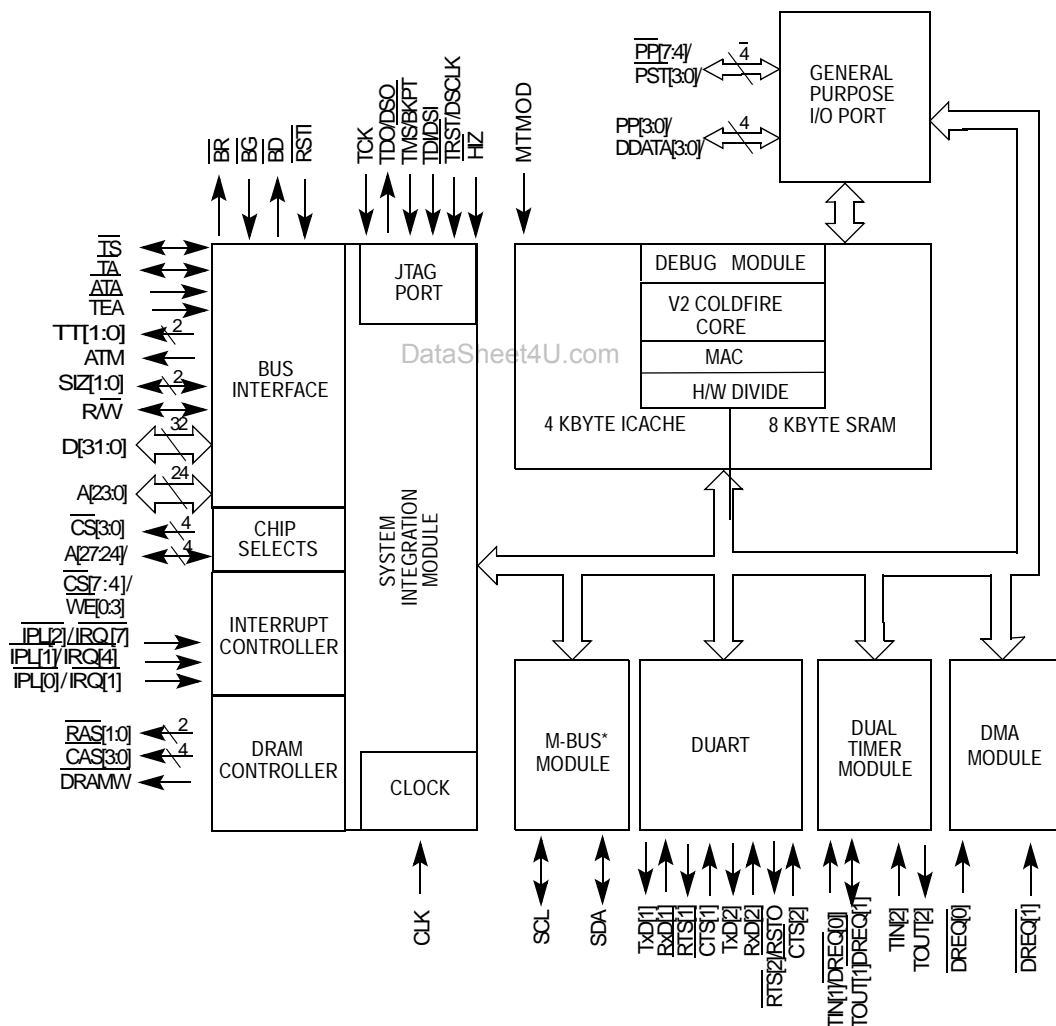 PP[7:4]/
PST[3:0]/
4
PP[3:0]/
DDATA[3:0]/
4
GENERAL
PURPOSE
I/O PORT
BR
BG
BD
RSTI
TCK
TDO/DSO
TMS/BKPT
TDI/DSI
TRST/DSCLK
HIZ
MTMOD
TS
TA
ATA
TEA
TT[1:0]
2
ATM
SIZ[1:0]
2
R/W
D[31:0]
32
A[23:0]
24
CS[3:0]
4
A[27:24]/
4
CS[7:4]/
WE[0:3]
IPL[2]/IRQ[7]
IPL[1]/IRQ[4]
IPL[0]/IRQ[1]
RAS[1:0]
2
CAS[3:0]
4
DRAMW
BUS
INTERFACE
CHIP
SELECTS
INTERRUPT
CONTROLLER
DRAM
CONTROLLER
JTAG
PORT
SYSTEM
INTEGRATION
MODULE
CLOCK
CLK
DataSheet4U.com
DEBUG MODULE
V2 COLDFIRE
CORE
MAC
H/W DIVIDE
4 KBYTE ICACHE
8 KBYTE SRAM
M-BUS*
MODULE
DUART
DUAL
TIMER
MODULE
DMA
MODULE
SCL
SDA
TxD[1]
RxD[1]
RTS[1]
CTS[1]
TxD[2]
RxD[2]
RTS[2]/RSTO
CTS[2]
TIN[1]/DREQ[0]
TOUT[1]DREQ[1]
TIN[2]
TOUT[2]
DREQ[0]
DREQ[1]